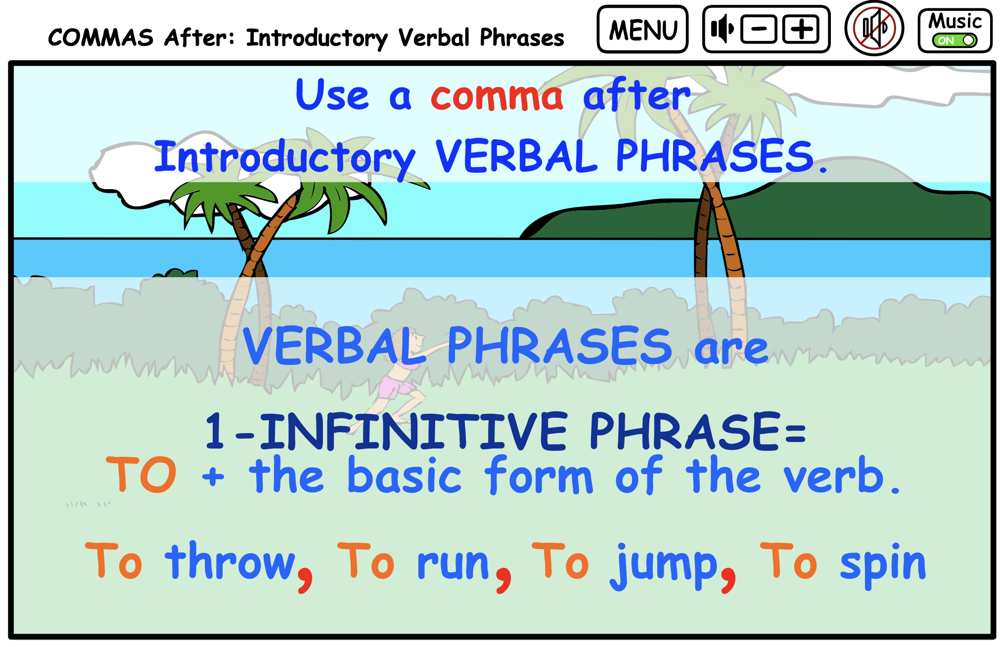 COMMAS After: Introductory Verbal Phrases
MENU
- +
Music
ON
Use a comma after
Introductory VERBAL PHRASES.
VERBAL PHRASES are
1-INFINITIVE PHRASE=
TO + the basic form of the verb.
To throw, To run, To jump, To spin